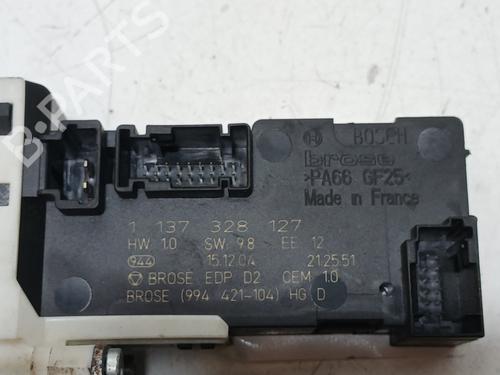 BOSCH
brose
>PA66 GF25<
Made in France
1 137 328 127
HW 1.0 SW 9.8 EE 12
944 15.12.04 21.25.51
BROSE EDP D2 CEM 1.0
BROSE (994 421-104) HG D
B-PARTS